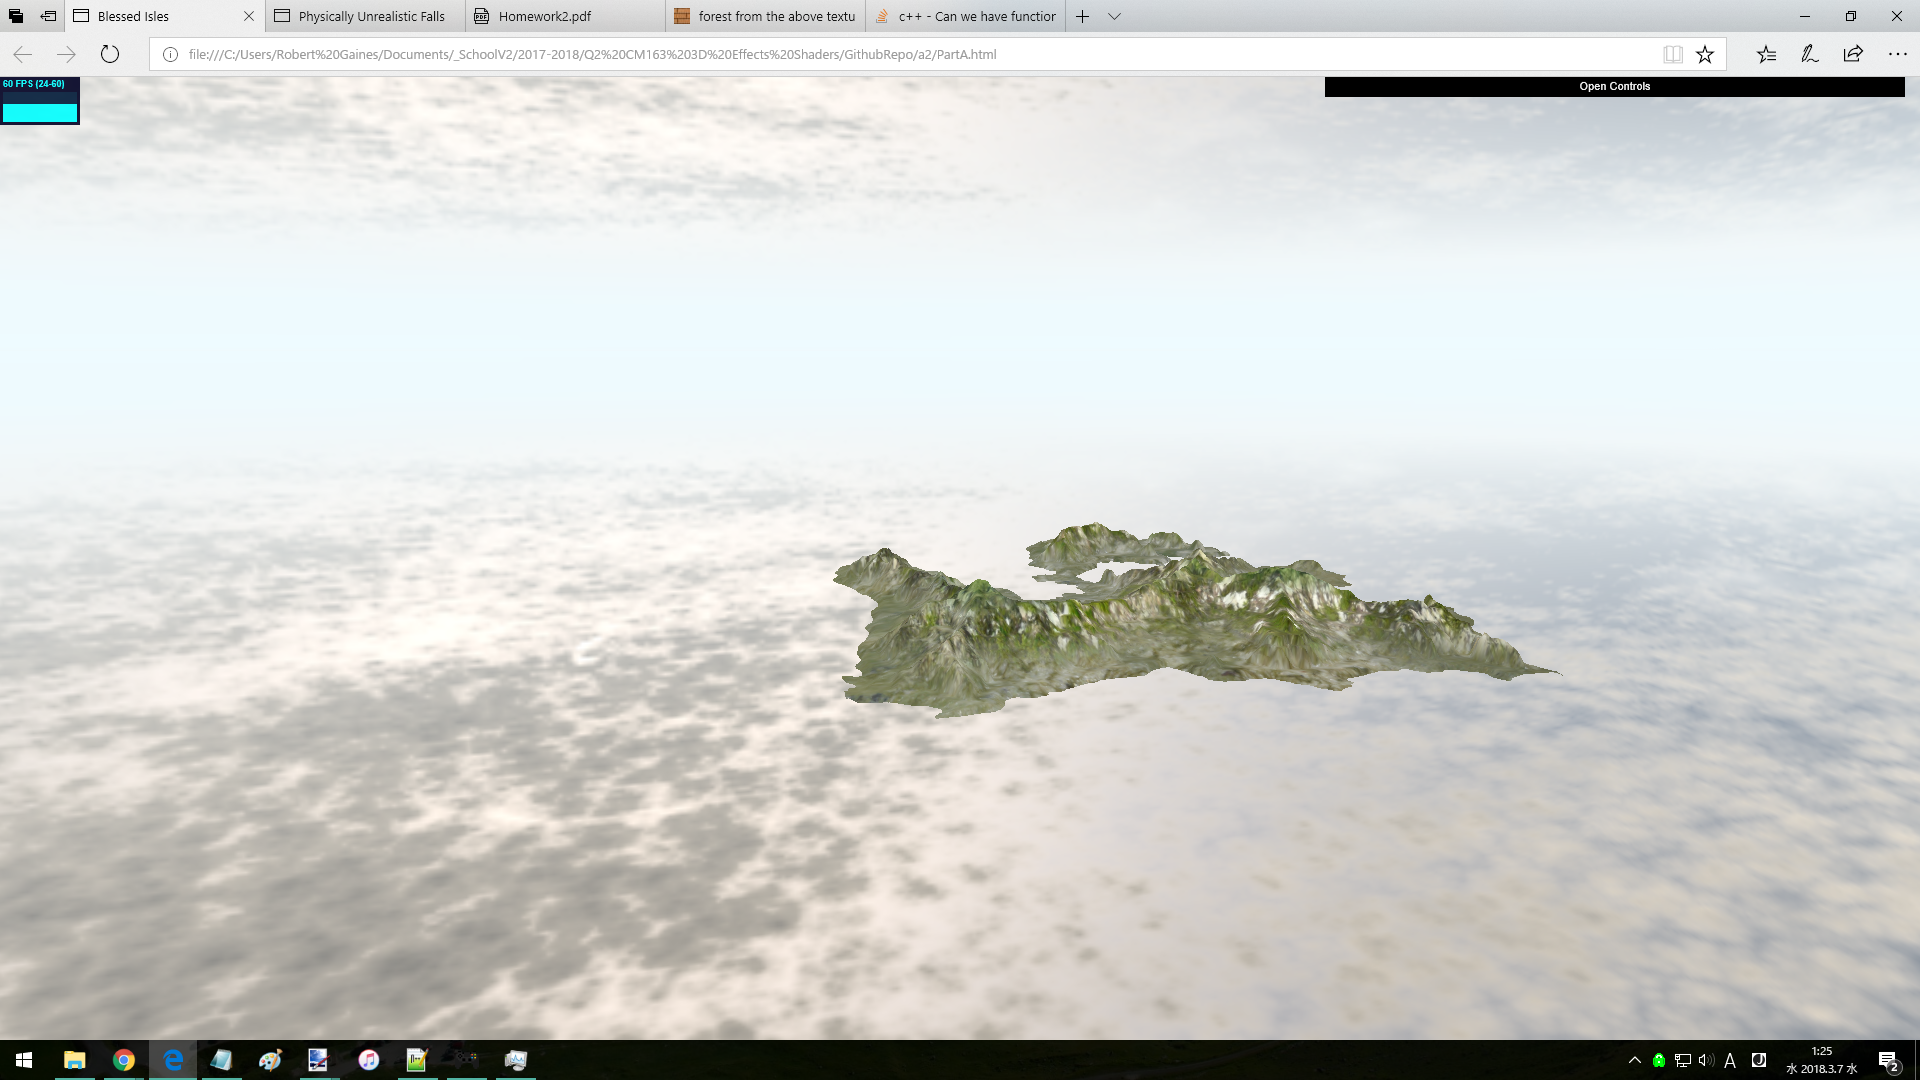 Blessed Isles
Physically Unrealistic Falls
Homework2.pdf
forest from the above textu
c++ - Can we have function
file:///C:/Users/Robert%20Gaines/Documents/_SchoolV2/2017-2018/Q2%20CM163%203D%20Effects%20Shaders/GithubRepo/a2/PartA.html
60 FPS (24-60)
Open Controls
A
1:25
水 2018.3.7 水
2